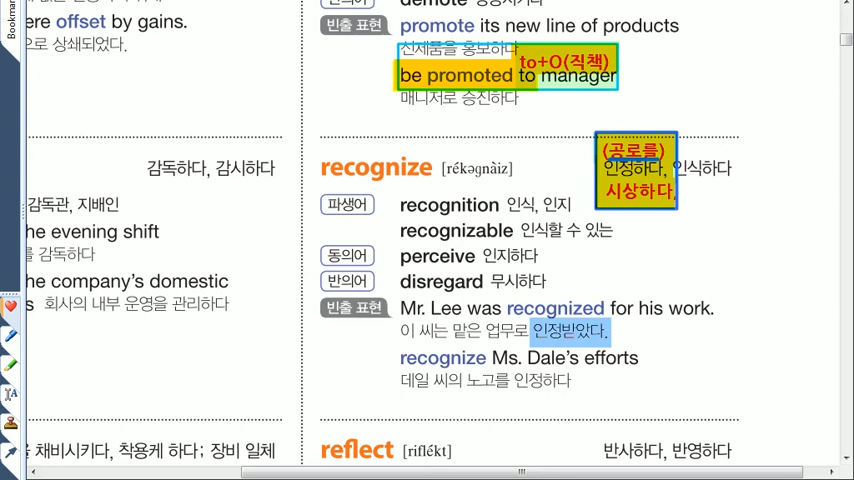 Bookmar
ere offset by gains.
으로 상쇄되었다.
감독하다, 감시하다
감독관, 지배인
he evening shift
를 감독하다
he company's domestic
s 회사의 내부 운영을 관리하다
을 채비시키다, 착용케 하다; 장비 일체
demote
빈출 표현 promote its new line of products
신제품을 홍보하다
to+O(직책)
be promoted to manager
매니저로 승진하다
recognize [rékəgnàiz] 인정하다, 인식하다
(공로를)
시상하다,
파생어 recognition 인식, 인지
recognizable 인식할 수 있는
동의어 perceive 인지하다
반의어 disregard 무시하다
빈출 표현 Mr. Lee was recognized for his work.
이 씨는 맡은 업무로 인정받았다.
recognize Ms. Dale's efforts
데일 씨의 노고를 인정하다
reflect [riflékt] 반사하다, 반영하다